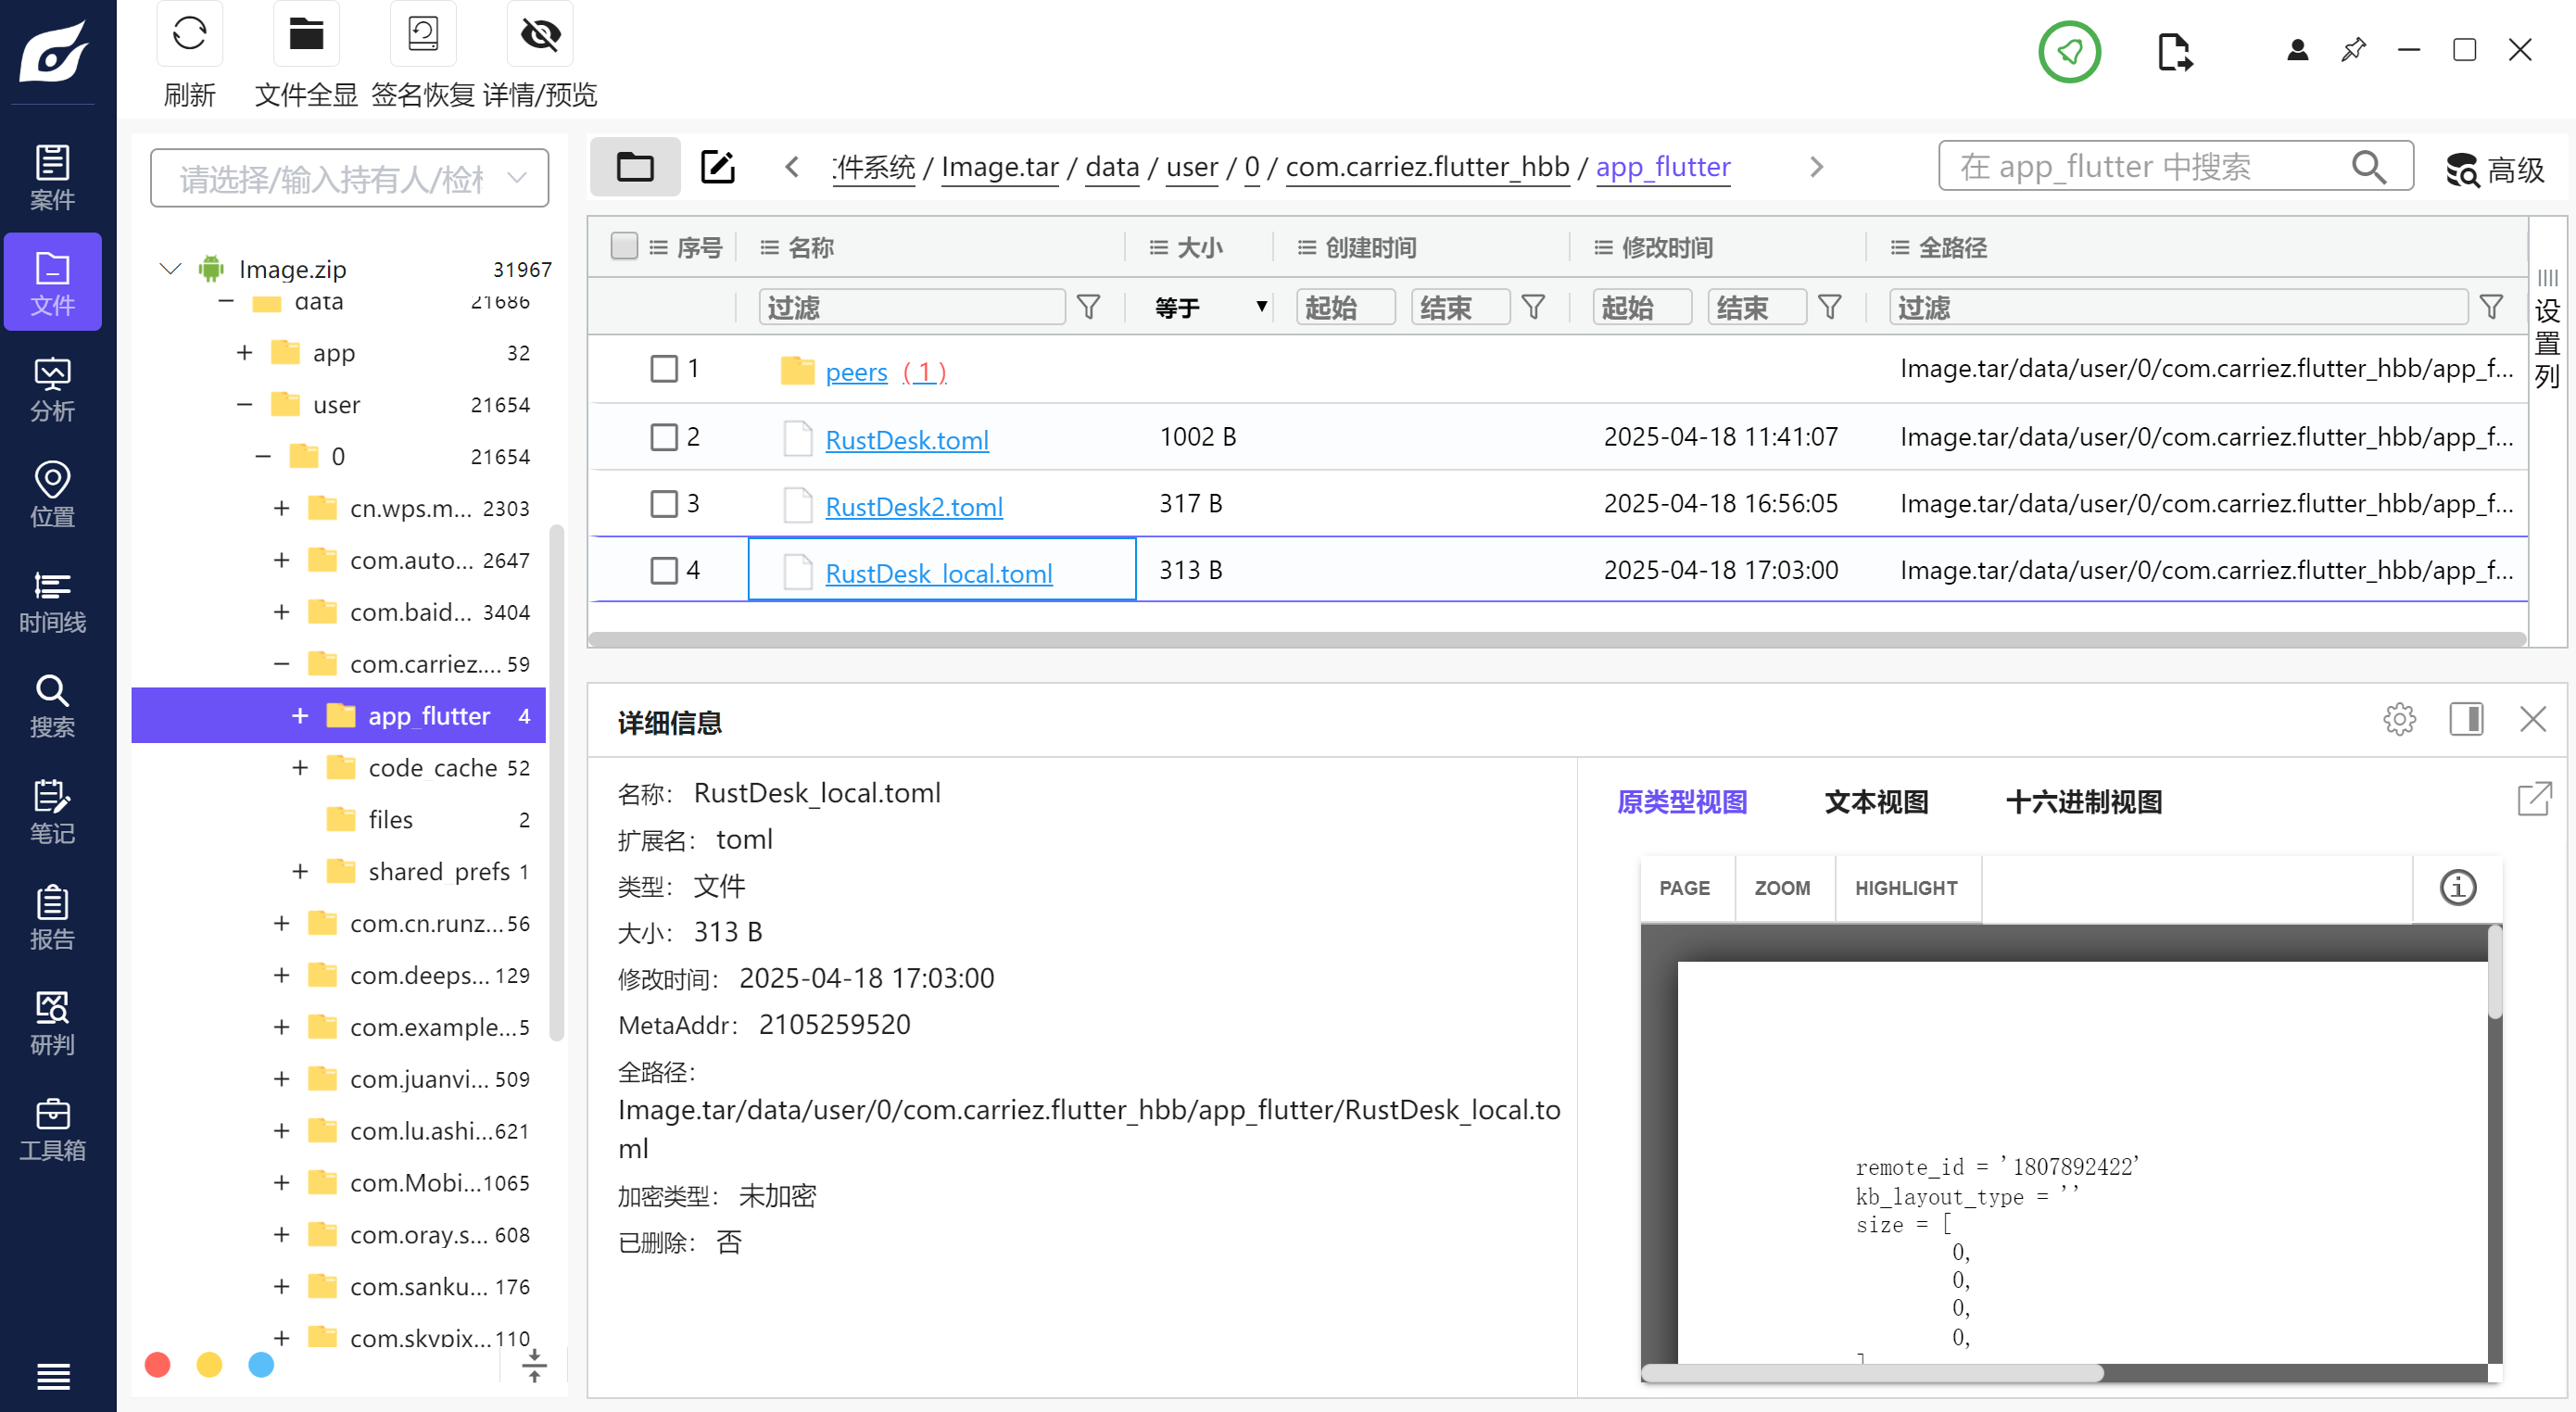 刷新
文件全显
签名恢复
详情/预览
案件
文件
分析
位置
时间线
搜索
笔记
报告
研判
工具箱
请选择/输入持有人/检材
Image.zip 31967
data 21686
app 32
user 21654
0 21654
cn.wps.m... 2303
com.auto... 2647
com.baid... 3404
com.carriez.... 59
app_flutter 4
code_cache 52
files 2
shared_prefs 1
com.cn.runz... 56
com.deeps... 129
com.example... 5
com.juanvi... 509
com.lu.ashi... 621
com.Mobi... 1065
com.oray.s... 608
com.sanku... 176
com.skypix... 110
件系统 / Image.tar / data / user / 0 / com.carriez.flutter_hbb / app_flutter
在 app_flutter 中搜索
高级
序号 名称 大小 创建时间 修改时间 全路径
过滤 等于 起始 结束 起始 结束 过滤
1 peers ( 1 ) Image.tar/data/user/0/com.carriez.flutter_hbb/app_f...
2 RustDesk.toml 1002 B 2025-04-18 11:41:07 Image.tar/data/user/0/com.carriez.flutter_hbb/app_f...
3 RustDesk2.toml 317 B 2025-04-18 16:56:05 Image.tar/data/user/0/com.carriez.flutter_hbb/app_f...
4 RustDesk_local.toml 313 B 2025-04-18 17:03:00 Image.tar/data/user/0/com.carriez.flutter_hbb/app_f...
设置列
详细信息
名称： RustDesk_local.toml
扩展名： toml
类型： 文件
大小： 313 B
修改时间： 2025-04-18 17:03:00
MetaAddr： 2105259520
全路径：
Image.tar/data/user/0/com.carriez.flutter_hbb/app_flutter/RustDesk_local.to
ml
加密类型： 未加密
已删除： 否
原类型视图 文本视图 十六进制视图
PAGE ZOOM HIGHLIGHT
remote_id = '1807892422'
kb_layout_type = ''
size = [
0,
0,
0,
0,
]